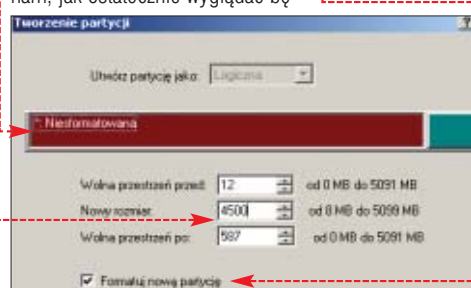 nam, jak ostatecznie wyglądać bę-
Tworzenie partycji
Utwórz partycję jako: Logiczna
*: Niesformatowana
Wolna przestrzeń przed: 12 od 0 MB do 5091 MB
Nowy rozmiar: 4500 od 8 MB do 5099 MB
Wolna przestrzeń po: 587 od 0 MB do 5091 MB
Formatuj nową partycję